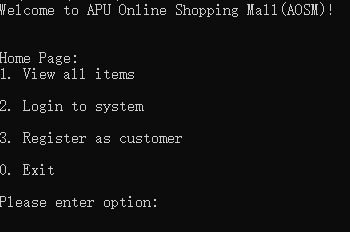 Welcome to APU Online Shopping Mall(AOSM)!
Home Page:
1. View all items
2. Login to system
3. Register as customer
0. Exit
Please enter option: